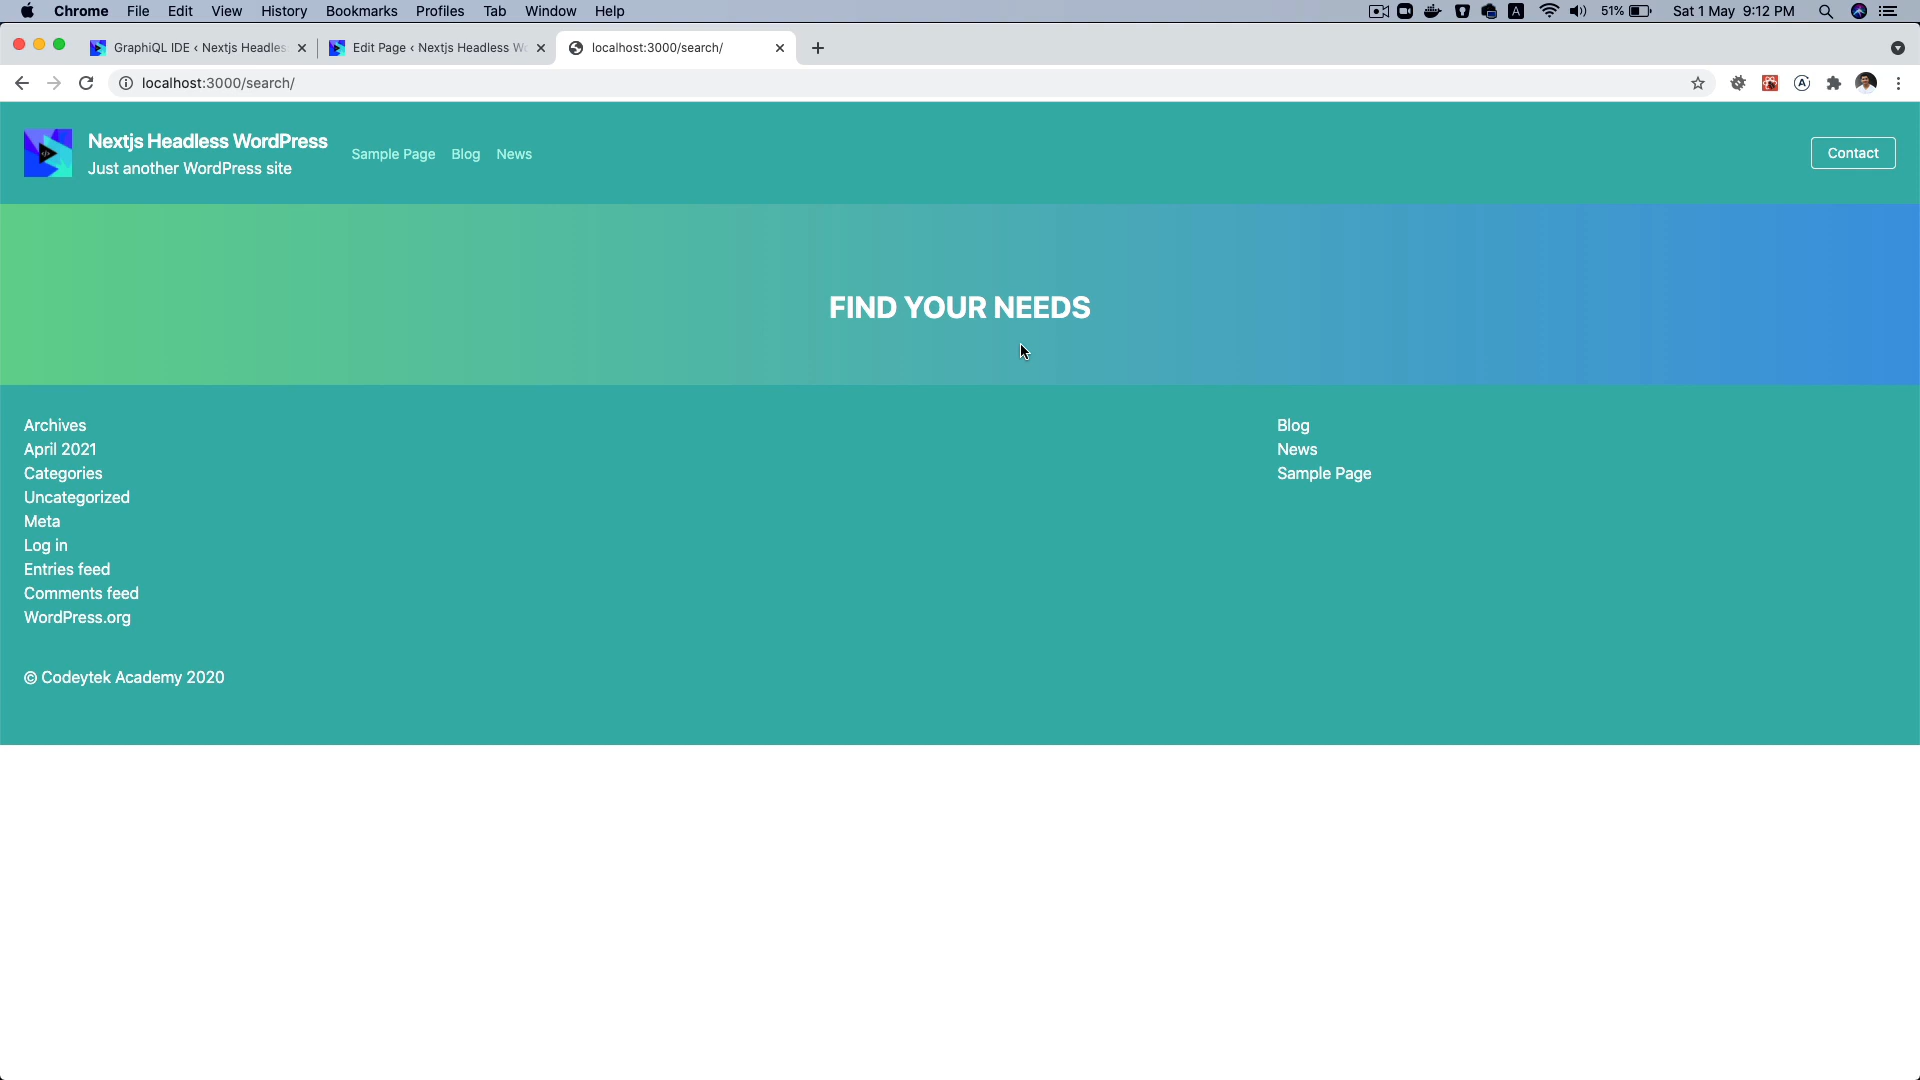 Chrome File Edit View History Bookmarks Profiles Tab Window Help A 51% Sat 1 May 9:12 PM
GraphiQL IDE ‹ Nextjs Headles Edit Page ‹ Nextjs Headless Wo localhost:3000/search/
localhost:3000/search/ A
Nextjs Headless WordPress
Just another WordPress site
Sample Page Blog News
Contact
FIND YOUR NEEDS
Archives
April 2021
Categories
Uncategorized
Meta
Log in
Entries feed
Comments feed
WordPress.org
Blog
News
Sample Page
© Codeytek Academy 2020